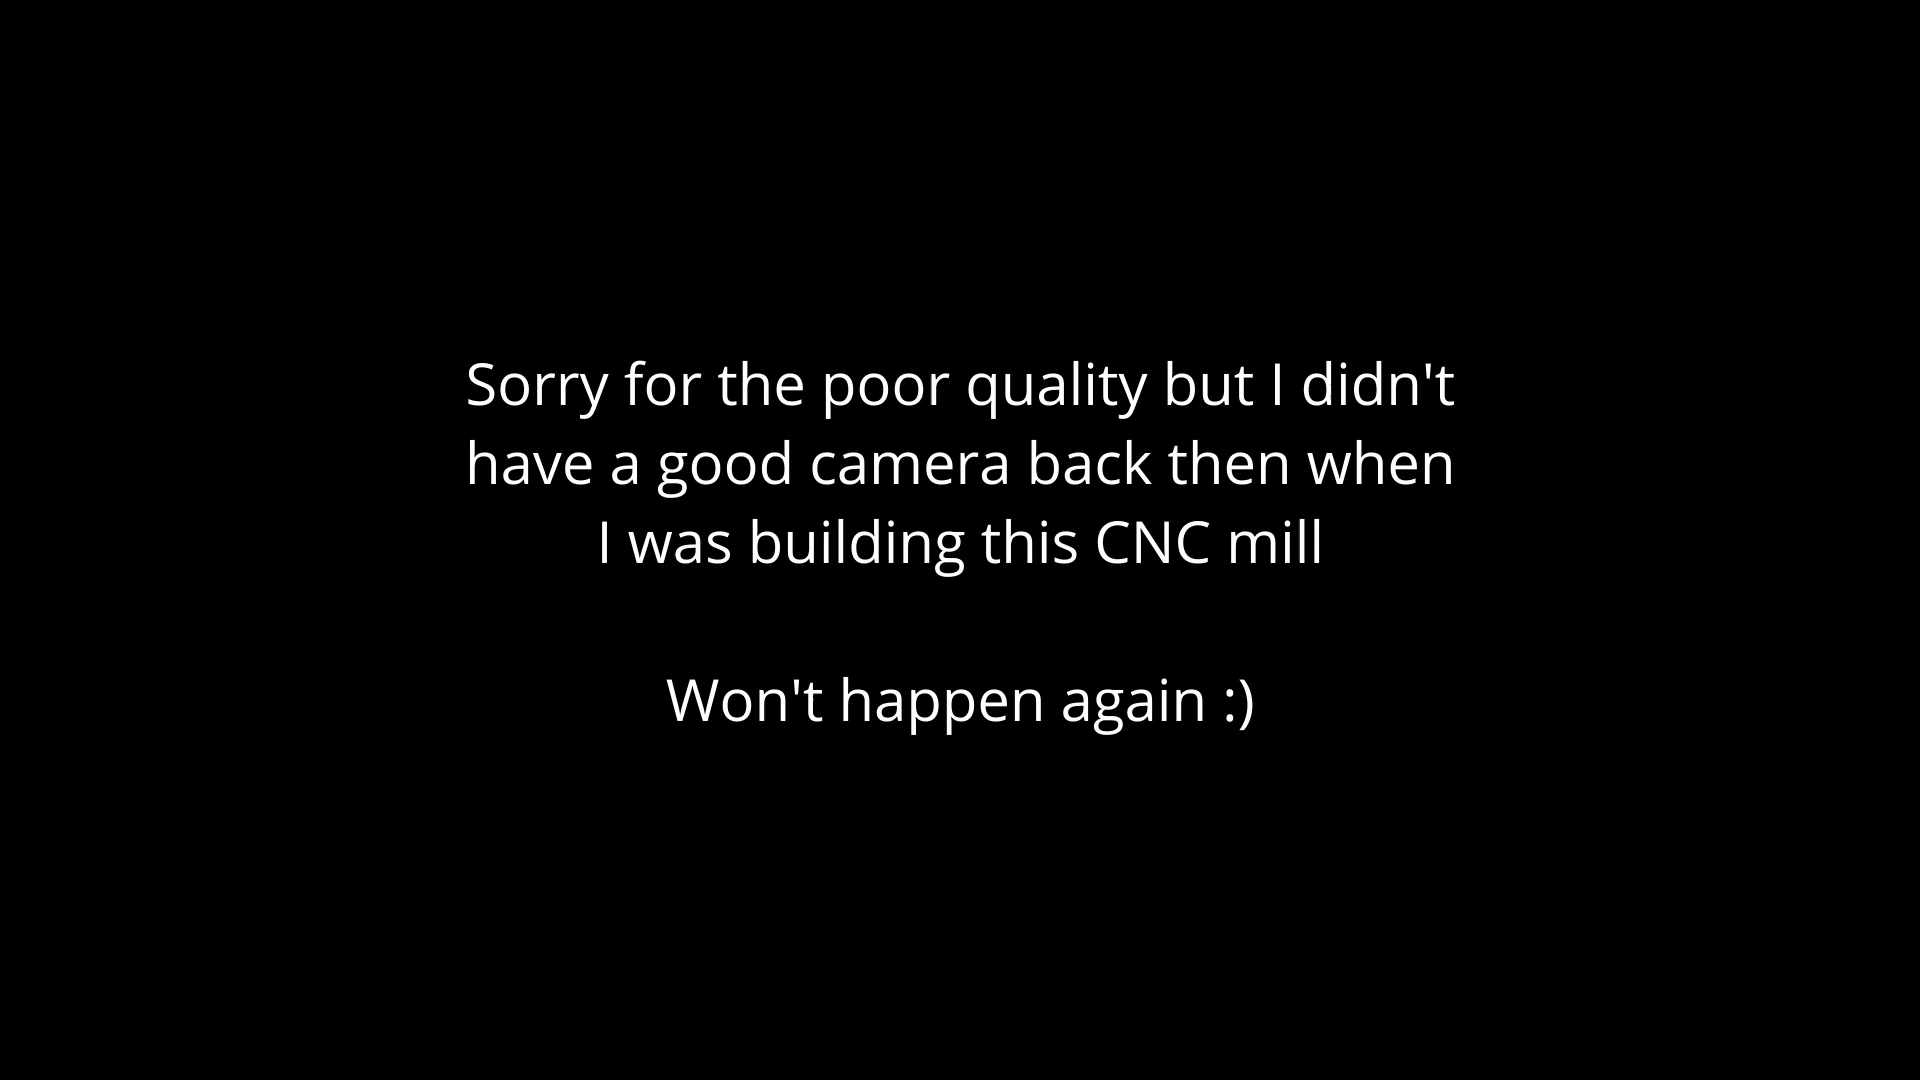 Sorry for the poor quality but I didn't
have a good camera back then when
I was building this CNC mill
Won't happen again :)